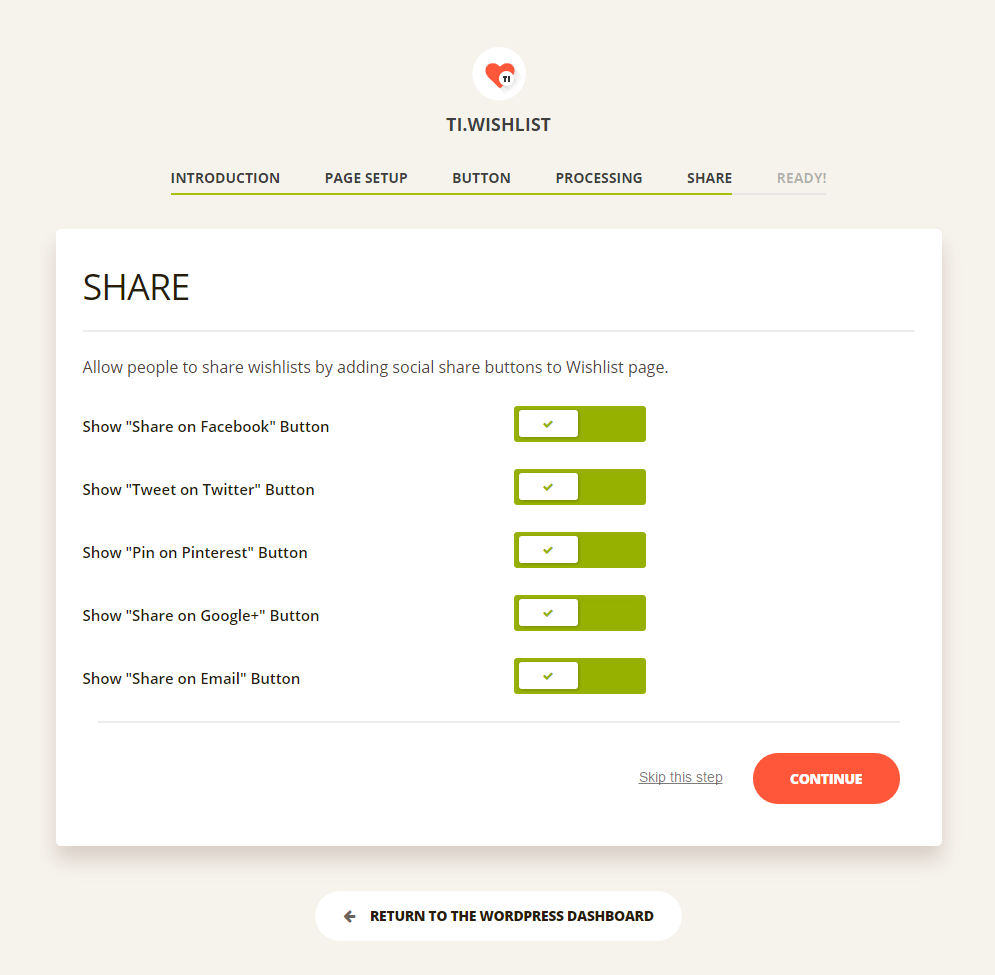 TI
TI.WISHLIST
INTRODUCTION PAGE SETUP BUTTON PROCESSING SHARE READY!
SHARE
Allow people to share wishlists by adding social share buttons to Wishlist page.
Show "Share on Facebook" Button
Show "Tweet on Twitter" Button
Show "Pin on Pinterest" Button
Show "Share on Google+" Button
Show "Share on Email" Button
Skip this step CONTINUE
RETURN TO THE WORDPRESS DASHBOARD